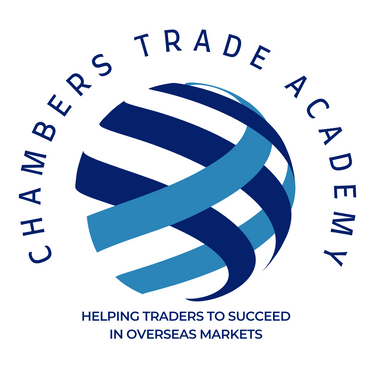 CHAMBERS TRADE ACADEMY
HELPING TRADERS TO SUCCEED
IN OVERSEAS MARKETS